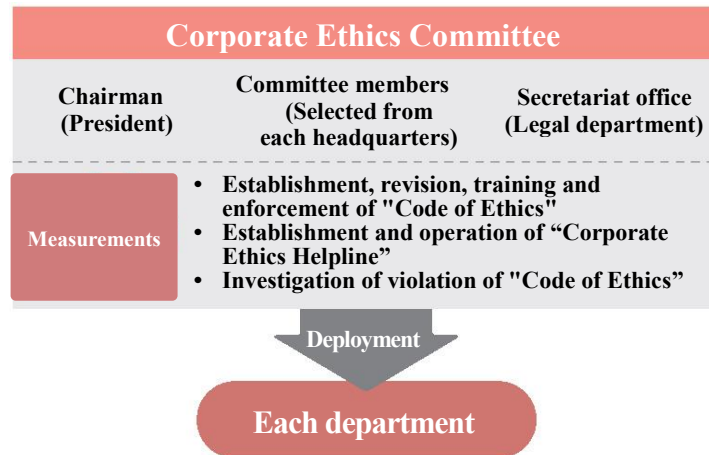 Corporate Ethics Committee
Chairman
(President)
Committee members
(Selected from
each headquarters)
Secretariat office
(Legal department)
Measurements
• Establishment, revision, training and
enforcement of "Code of Ethics"
• Establishment and operation of “Corporate
Ethics Helpline”
• Investigation of violation of "Code of Ethics”
Deployment
Each department